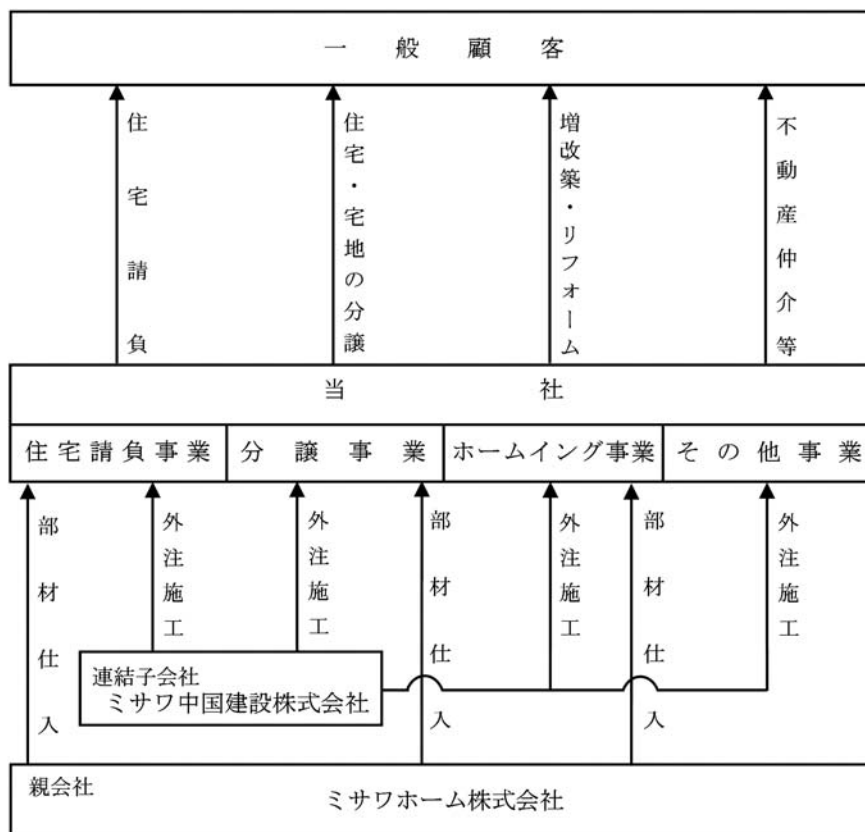 一般顧客
住宅請負
住宅・宅地の分譲
増改築・リフォーム
不動産仲介等
当社
住宅請負事業
分譲事業
ホームイング事業
その他事業
部材仕入
外注施工
外注施工
部材仕入
外注施工
部材仕入
外注施工
連結子会社
ミサワ中国建設株式会社
親会社
ミサワホーム株式会社